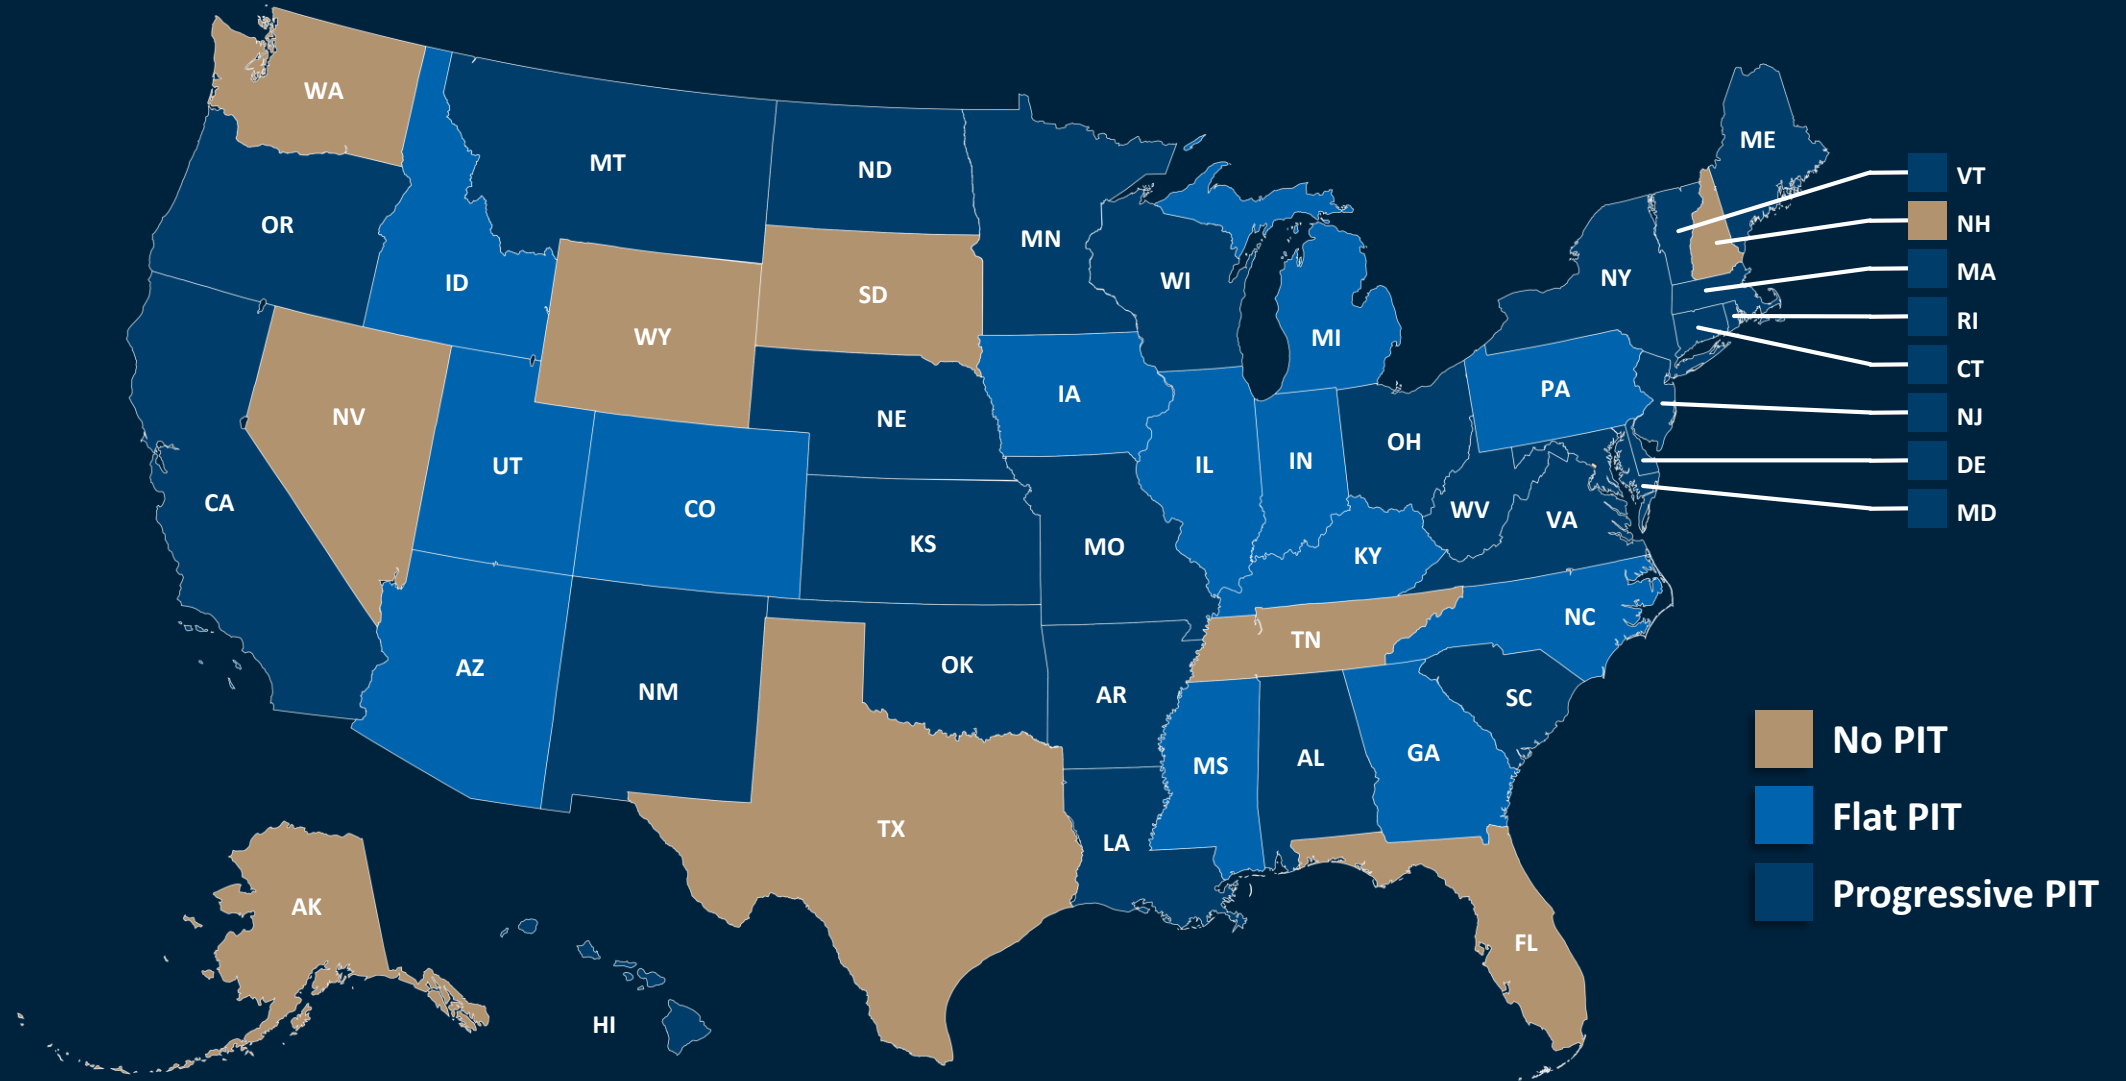 WA
MT
ND
ME
OR
MN
VT
ID
WI
NH
SD
NY
MA
WY
MI
RI
CT
IA
PA
NV
NE
NJ
UT
OH
IL
IN
DE
CA
CO
WV
VA
MD
KS
MO
KY
NC
TN
AZ
NM
OK
AR
SC
No PIT
MS
AL
GA
Flat PIT
TX
LA
Progressive PIT
AK
FL
HI